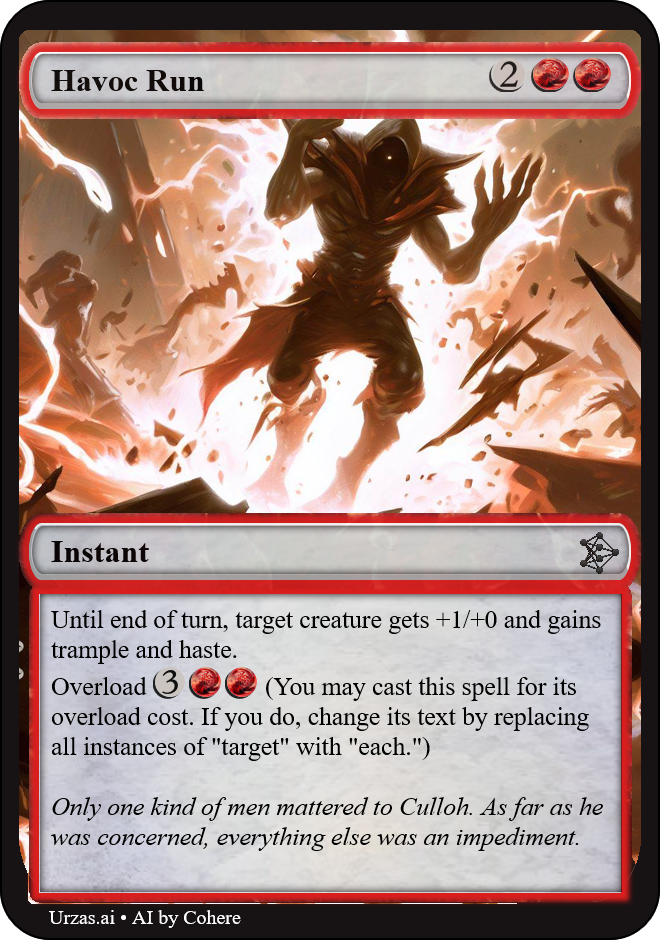 Havoc Run 2
Instant
Until end of turn, target creature gets +1/+0 and gains
trample and haste.
Overload 3 (You may cast this spell for its
overload cost. If you do, change its text by replacing
all instances of "target" with "each.")
Only one kind of men mattered to Culloh. As far as he
was concerned, everything else was an impediment.
Urzas.ai • AI by Cohere